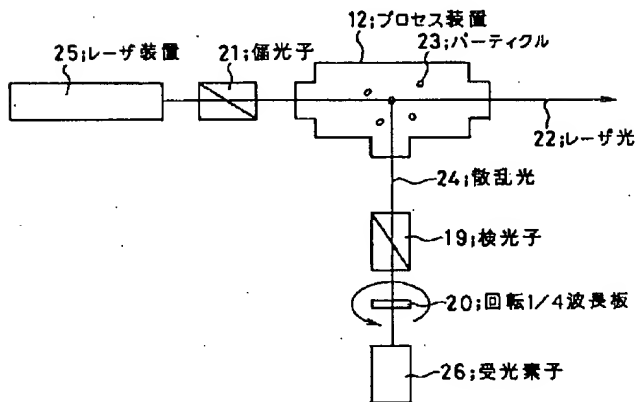 12;プロセス装置
25;レーザ装置
21;偏光子
23;パーティクル
22;レーザ光
24;散乱光
19;検光子
20;回転1/4波長板
26;受光素子